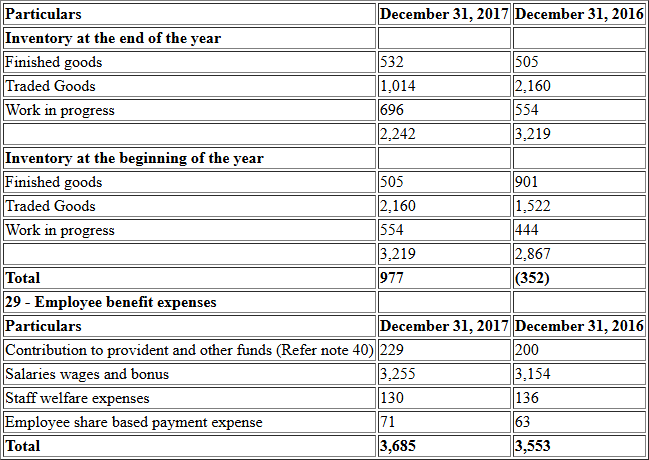 Particulars December 31, 2017 December 31, 2016
Inventory at the end of the year
Finished goods 532 505
Traded Goods 1,014 2,160
Work in progress 696 554
2,242 3,219
Inventory at the beginning of the year
Finished goods 505 901
Traded Goods 2,160 1,522
Work in progress 554 444
3,219 2,867
Total 977 (352)
29 - Employee benefit expenses
Particulars December 31, 2017 December 31, 2016
Contribution to provident and other funds (Refer note 40) 229 200
Salaries wages and bonus 3,255 3,154
Staff welfare expenses 130 136
Employee share based payment expense 71 63
Total 3,685 3,553